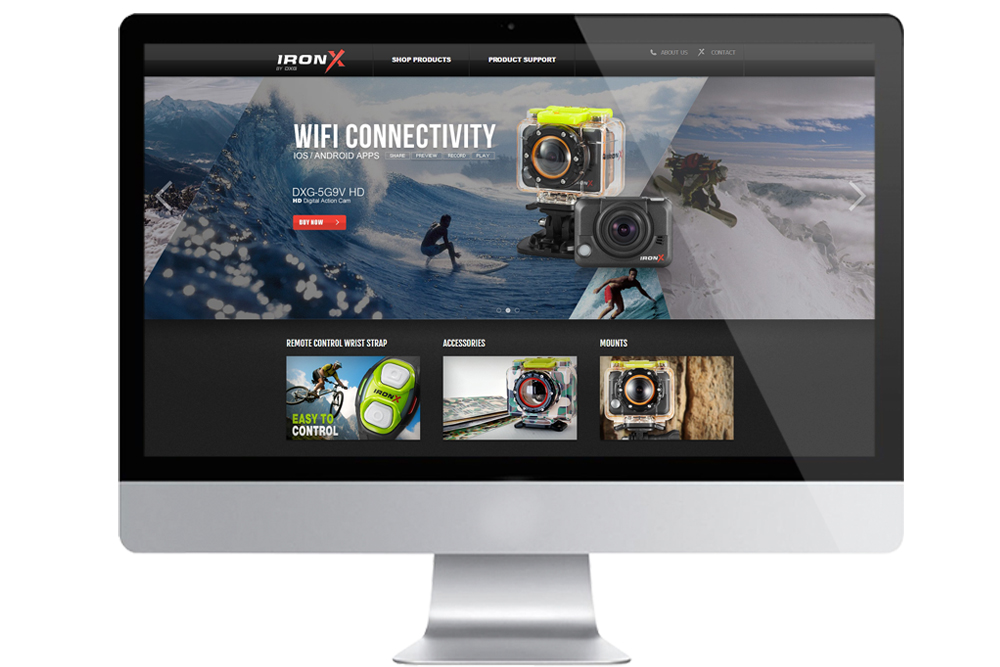 IRONX
BY DXG
SHOP PRODUCTS
PRODUCT SUPPORT
ABOUT US
CONTACT
WIFI CONNECTIVITY
IOS / ANDROID APPS SHARE PREVIEW RECORD PLAY
DXG-5G9V HD
HD Digital Action Cam
BUY NOW
IRONX
REMOTE CONTROL WRIST STRAP
ACCESSORIES
MOUNTS
IRONX
EASY TO
CONTROL